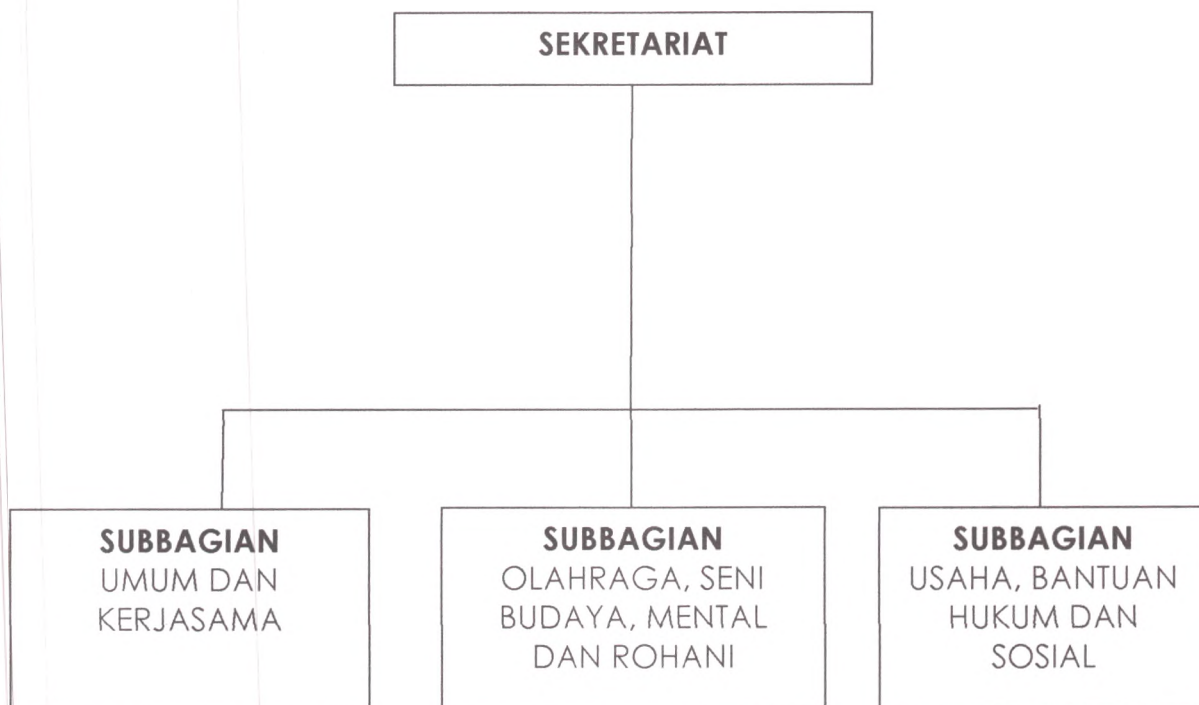 SEKRETARIAT
SUBBAGIAN
UMUM DAN
KERJASAMA
SUBBAGIAN
OLAHRAGA, SENI
BUDAYA, MENTAL
DAN ROHANI
SUBBAGIAN
USAHA, BANTUAN
HUKUM DAN
SOSIAL